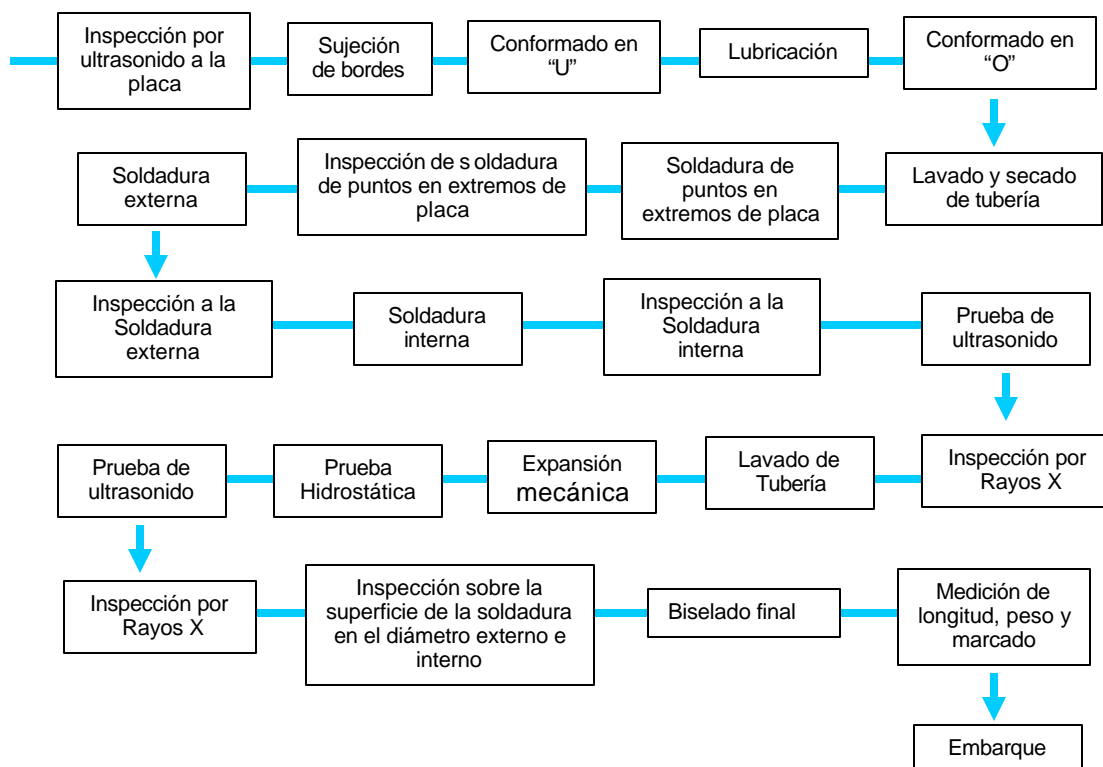 Inspección por
ultrasonido a la
placa
Sujeción
de bordes
Conformado en
“U”
Lubricación
Conformado en
“O”
Soldadura
externa
Inspección de s oldadura
de puntos en extremos de
placa
Soldadura de
puntos en
extremos de placa
Lavado y secado
de tubería
Inspección a la
Soldadura
externa
Soldadura
interna
Inspección a la
Soldadura
interna
Prueba de
ultrasonido
Prueba de
ultrasonido
Prueba
Hidrostática
Expansión
mecánica
Lavado de
Tubería
Inspección por
Rayos X
Inspección por
Rayos X
Inspección sobre la
superficie de la soldadura
en el diámetro externo e
interno
Biselado final
Medición de
longitud, peso y
marcado
Embarque